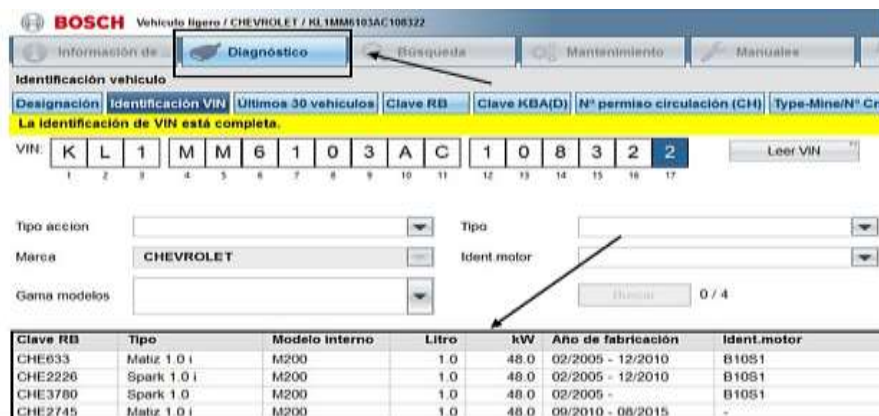 BOSCH Vehículo ligero / CHEVROLET / KL1MM6103AC108322
Información de ... Diagnóstico Búsqueda Mantenimiento Manuales
Identificación vehículo
Designación Identificación VIN Últimos 30 vehículos Clave RB Clave KBA(D) Nº permiso circulación (CH) Type-Mine/Nº Cr
La identificación de VIN está completa.
VIN: K L 1 M M 6 1 0 3 A C 1 0 8 3 2 2 Leer VIN
1 2 3 4 5 6 7 8 9 10 11 12 13 14 15 16 17
Tipo accion Tipo
Marca CHEVROLET Ident.motor
Gama modelos Buscar 0 / 4
Clave RB Tipo Modelo interno Litro kW Año de fabricación Ident.motor
CHE633 Matiz 1.0 i M200 1.0 48.0 02/2005 - 12/2010 B10S1
CHE2226 Spark 1.0 i M200 1.0 48.0 02/2005 - 12/2010 B10S1
CHE3780 Spark 1.0 M200 1.0 48.0 02/2005 - B10S1
CHE2745 Matiz 1.0 i M200 1.0 48.0 09/2010 - 08/2015 -